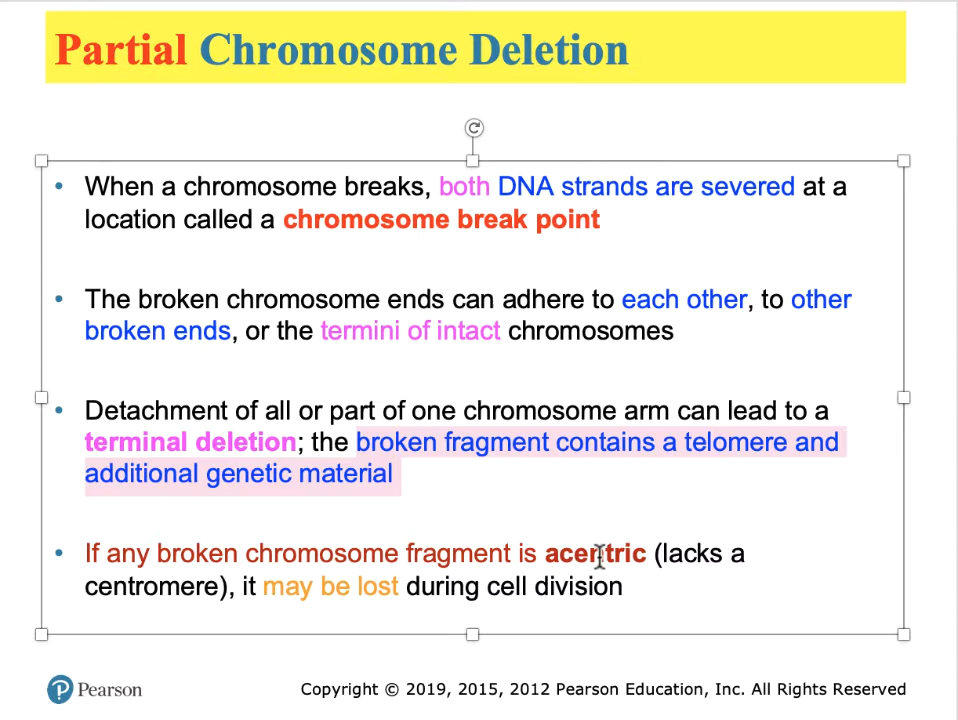 Partial Chromosome Deletion
• When a chromosome breaks, both DNA strands are severed at a
location called a chromosome break point
• The broken chromosome ends can adhere to each other, to other
broken ends, or the termini of intact chromosomes
• Detachment of all or part of one chromosome arm can lead to a
terminal deletion; the broken fragment contains a telomere and
additional genetic material
• If any broken chromosome fragment is acentric (lacks a
centromere), it may be lost during cell division
Pearson
Copyright © 2019, 2015, 2012 Pearson Education, Inc. All Rights Reserved